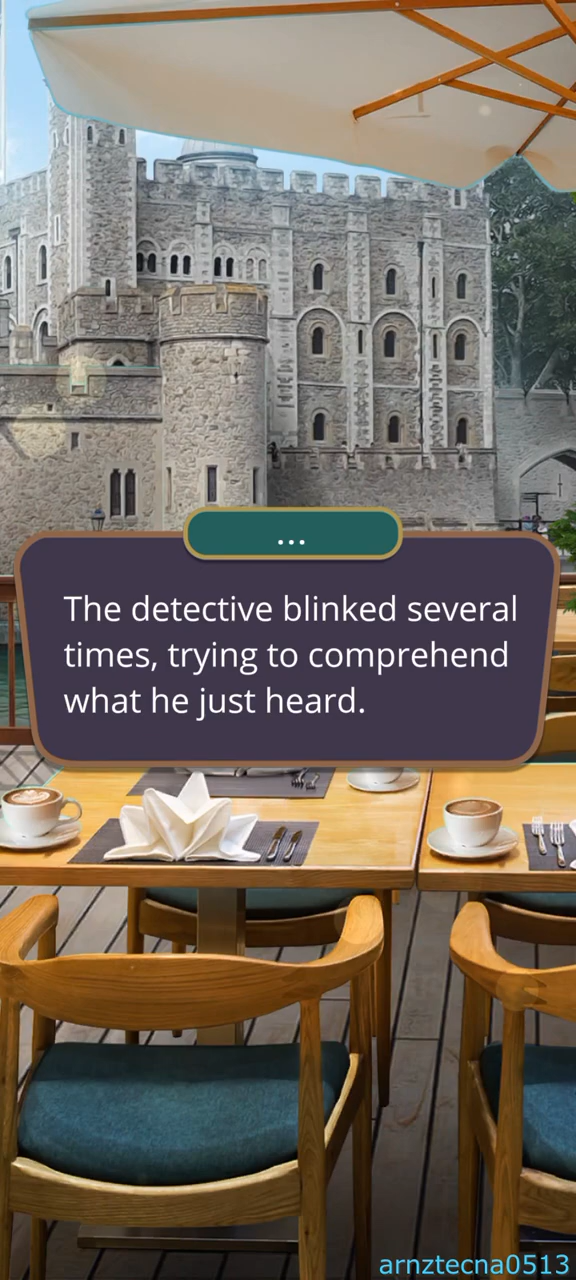 ...
The detective blinked several
times, trying to comprehend
what he just heard.
arnztecna0513